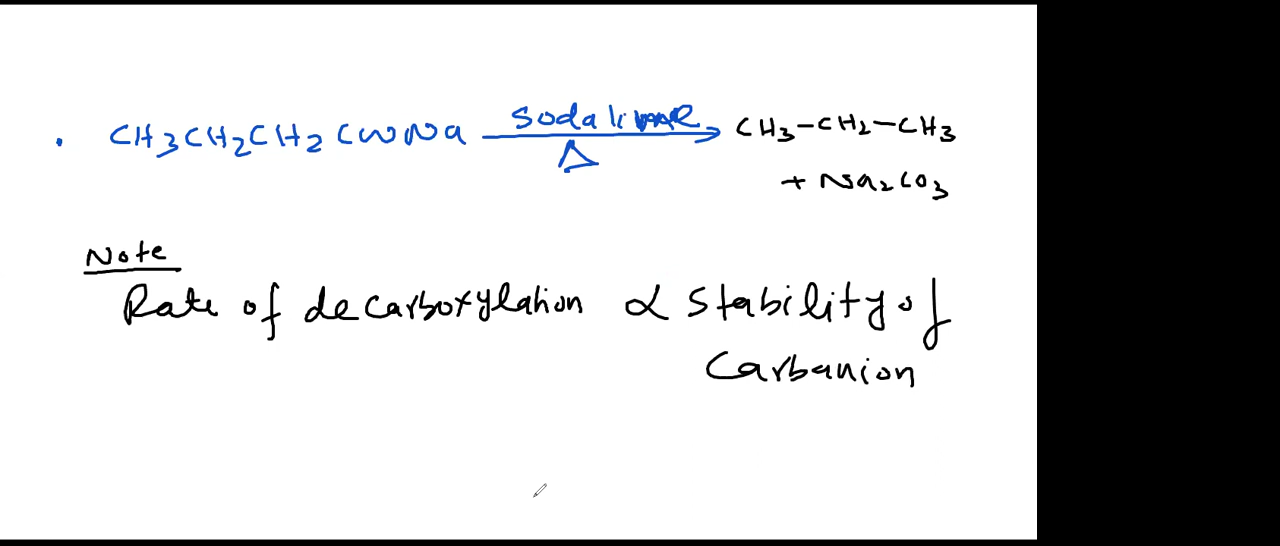 . CH3CH2CH2COONa sodalime Δ → CH3-CH2-CH3
+ Na2CO3
Note
Rate of decarboxylation ∝ stability of
Carbanion